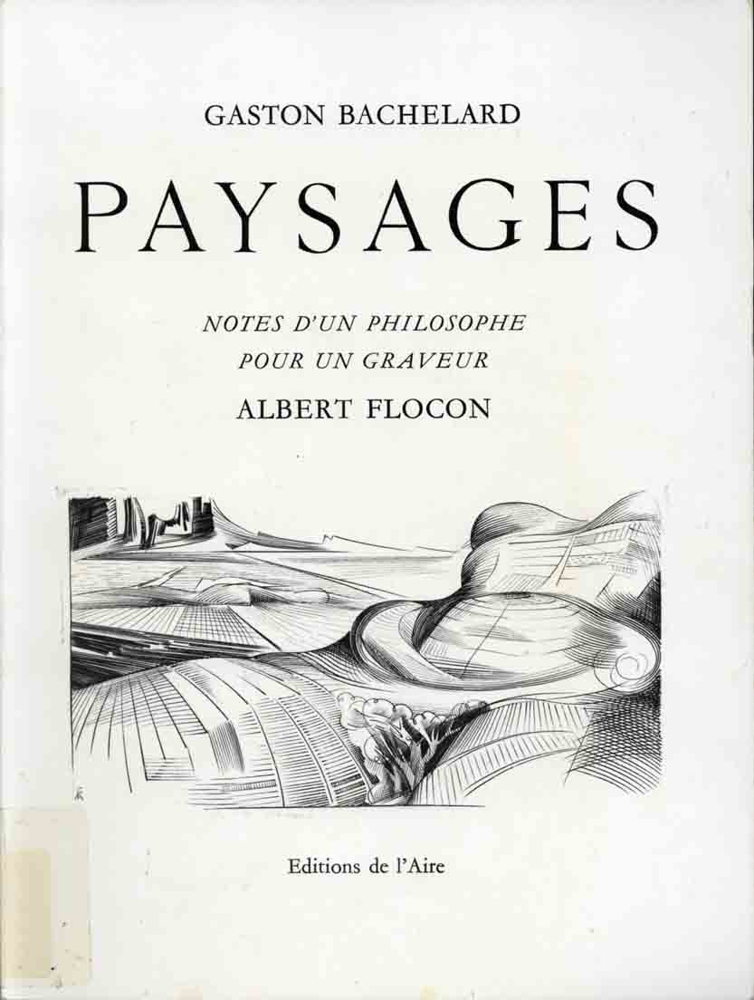 GASTON BACHELARD
PAYSAGES
NOTES D'UN PHILOSOPHE
POUR UN GRAVEUR
ALBERT FLOCON
Editions de l'Aire